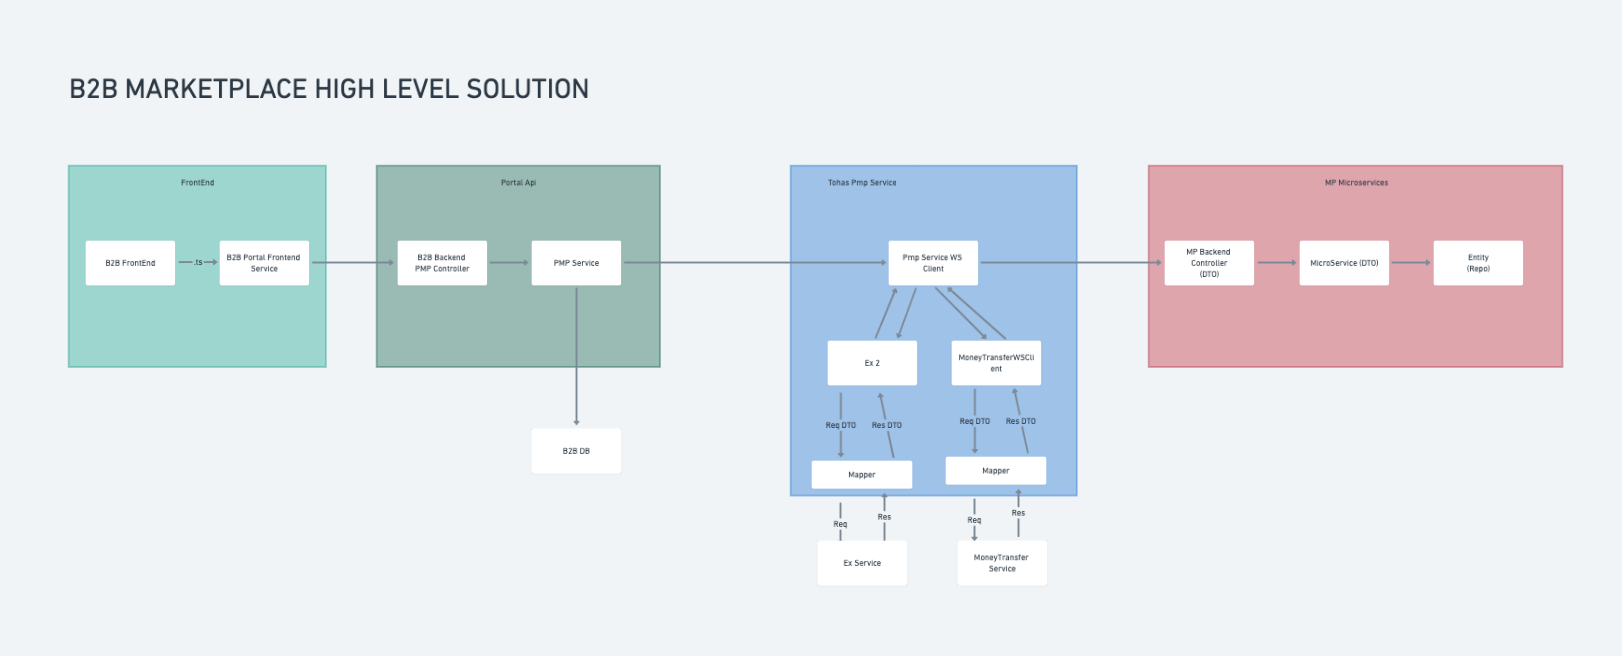 B2B MARKETPLACE HIGH LEVEL SOLUTION
FrontEnd
B2B FrontEnd
.ts
B2B Portal Frontend
Service
Portal Api
B2B Backend
PMP Controller
PMP Service
B2B DB
Tohas Pmp Service
Pmp Service WS
Client
Ex 2
MoneyTransferWSCli
ent
Req DTO
Res DTO
Req DTO
Res DTO
Mapper
Mapper
Req
Res
Req
Res
Ex Service
MoneyTransfer
Service
MP Microservices
MP Backend
Controller
(DTO)
MicroService (DTO)
Entity
(Repo)